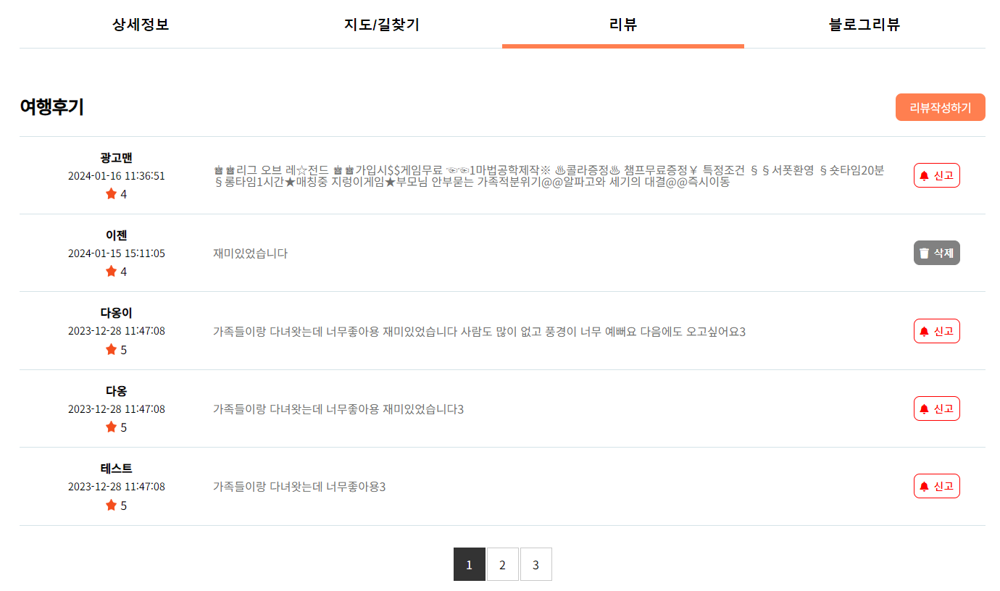 상세정보 지도/길찾기 리뷰 블로그리뷰
여행후기
리뷰작성하기
광고맨
2024-01-16 11:36:51
★ 4
♚♚리그 오브 레☆전드 ♚♚가입시$$게임무료 ☜☜1마법공학제작※ ♨콜라증정♨ 챔프무료증정￥ 특정조건 §§서폿환영 §숏타임20분
§롱타임1시간★매칭중 지렁이게임★부모님 안부묻는 가족적분위기@@알파고와 세기의 대결@@즉시이동
신고
이젠
2024-01-15 15:11:05
★ 4
재미있었습니다
삭제
다옹이
2023-12-28 11:47:08
★ 5
가족들이랑 다녀왓는데 너무좋아용 재미있었습니다 사람도 많이 없고 풍경이 너무 예뻐요 다음에도 오고싶어요3
신고
다옹
2023-12-28 11:47:08
★ 5
가족들이랑 다녀왓는데 너무좋아용 재미있었습니다3
신고
테스트
2023-12-28 11:47:08
★ 5
가족들이랑 다녀왓는데 너무좋아용3
신고
1 2 3